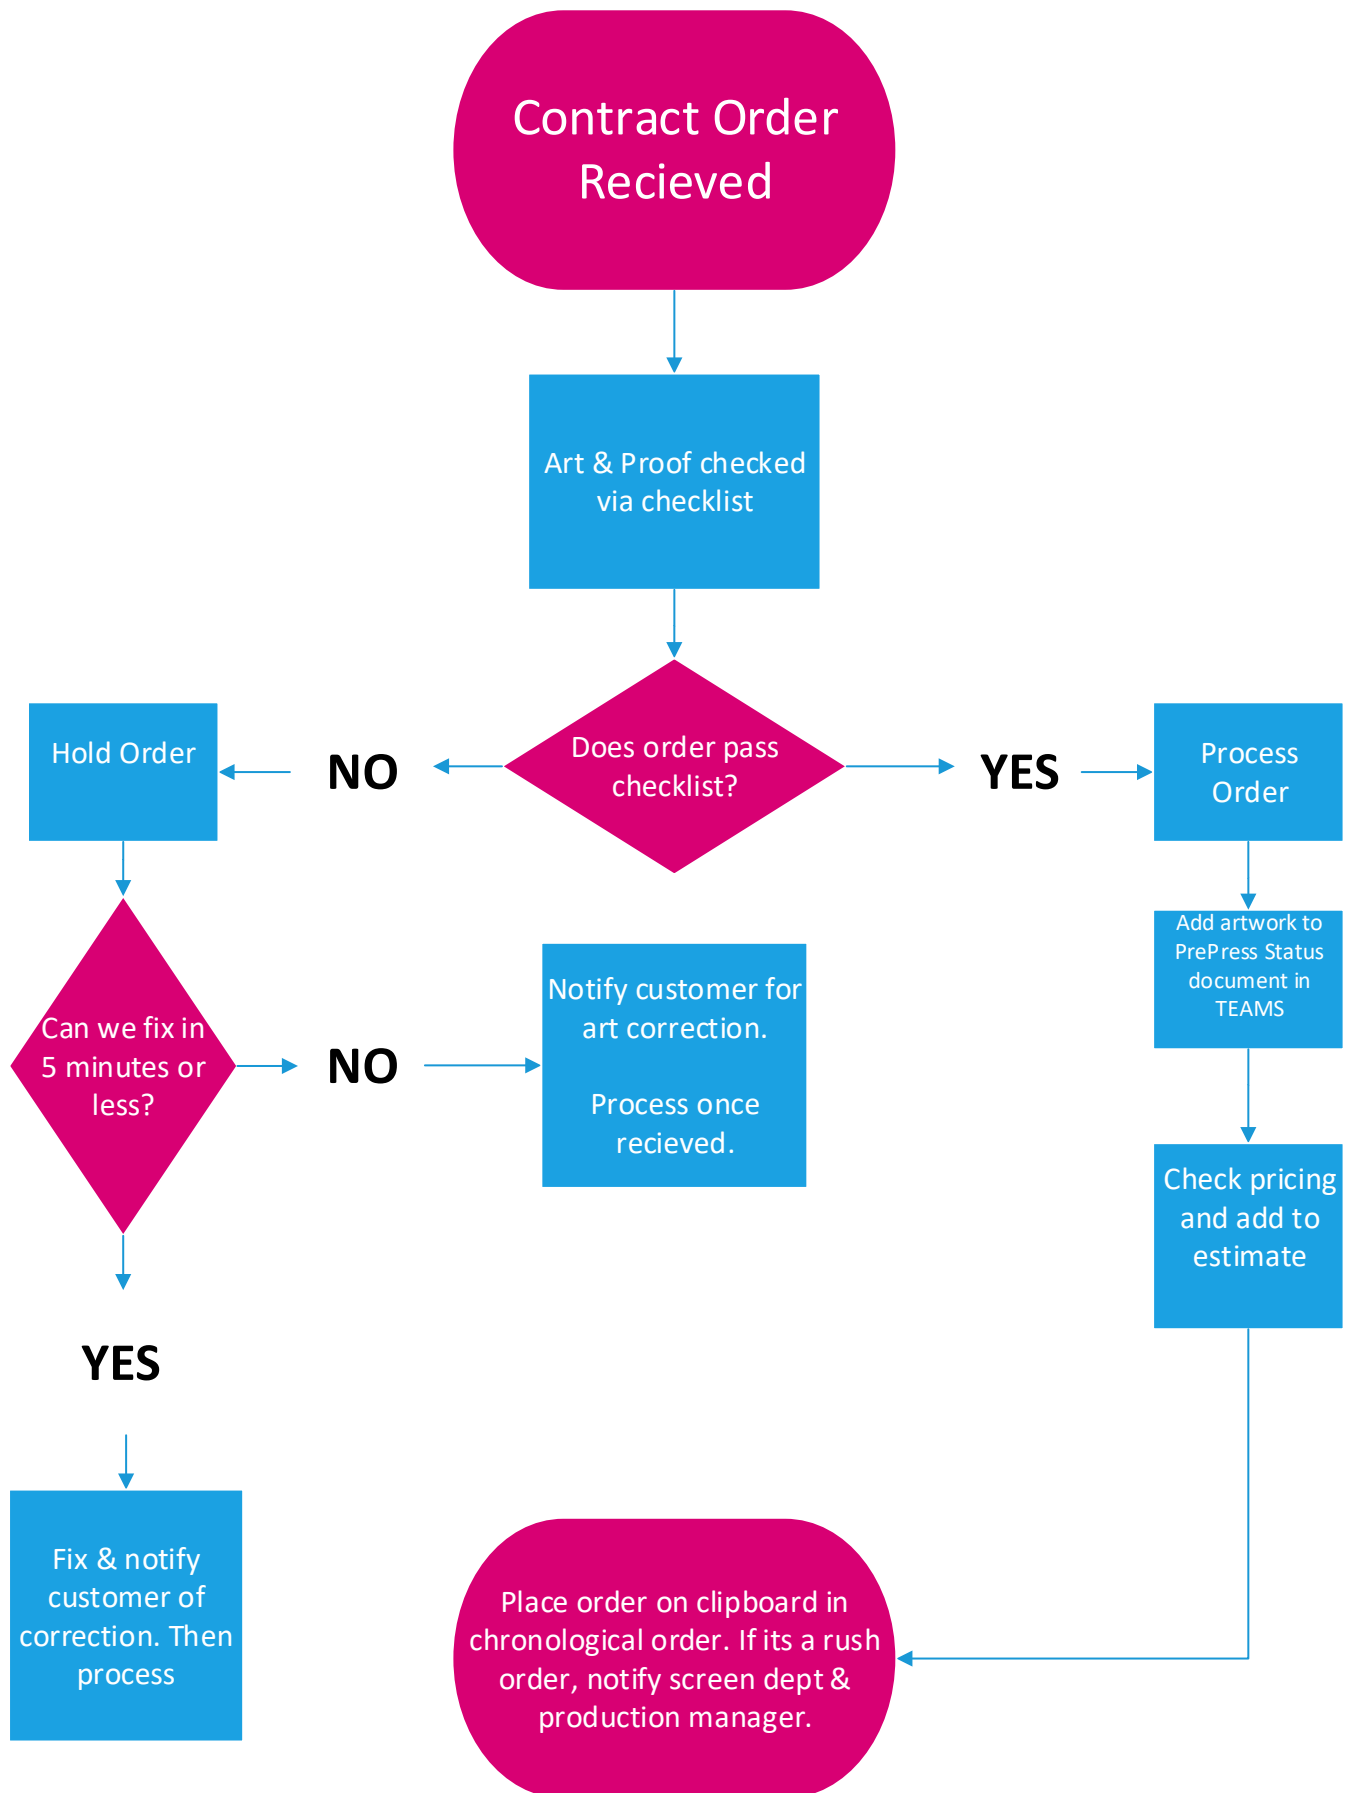 Contract Order
Recieved
Art & Proof checked
via checklist
Does order pass
checklist?
NO
Hold Order
YES
Process
Order
Can we fix in
5 minutes or
less?
NO
Notify customer for
art correction.
Process once
recieved.
Add artwork to
PrePress Status
document in
TEAMS
Check pricing
and add to
estimate
YES
Fix & notify
customer of
correction. Then
process
Place order on clipboard in
chronological order. If its a rush
order, notify screen dept &
production manager.